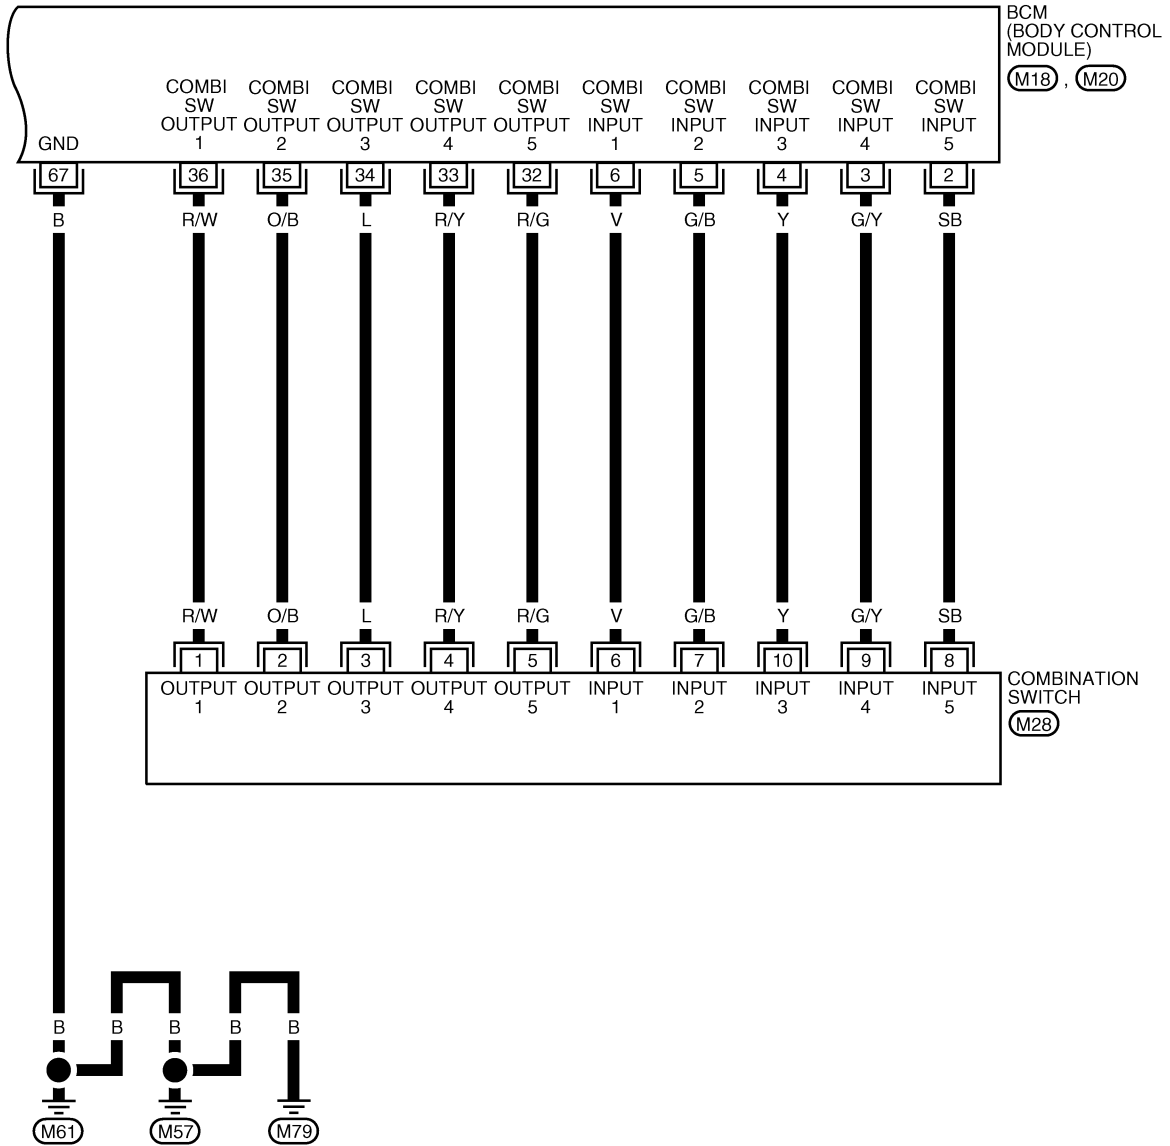 BCM
(BODY CONTROL
MODULE)
M18 , M20
COMBI COMBI COMBI COMBI COMBI COMBI COMBI COMBI COMBI COMBI
SW SW SW SW SW SW SW SW SW SW
OUTPUT OUTPUT OUTPUT OUTPUT OUTPUT INPUT INPUT INPUT INPUT INPUT
GND 1 2 3 4 5 1 2 3 4 5
67 36 35 34 33 32 6 5 4 3 2
B R/W O/B L R/Y R/G V G/B Y G/Y SB
R/W O/B L R/Y R/G V G/B Y G/Y SB
1 2 3 4 5 6 7 10 9 8
OUTPUT OUTPUT OUTPUT OUTPUT OUTPUT INPUT INPUT INPUT INPUT INPUT
1 2 3 4 5 1 2 3 4 5
COMBINATION
SWITCH
M28
B B B B B
M61 M57 M79